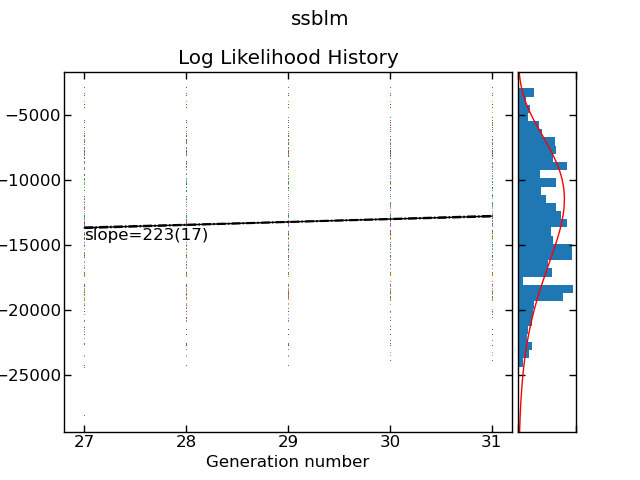 ssblm
Log Likelihood History
−5000
−10000
−15000
−20000
−25000
slope=223(17)
27 28 29 30 31
Generation number